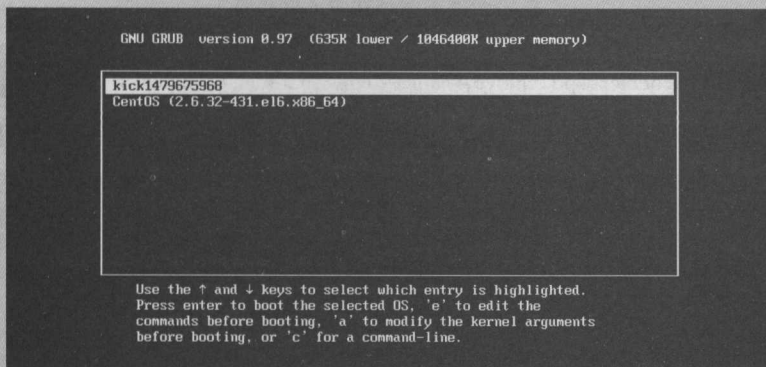 GNU GRUB version 0.97 (635K lower / 1046400K upper memory)
kick1479675968
CentOS (2.6.32-431.el6.x86_64)
Use the ↑ and ↓ keys to select which entry is highlighted.
Press enter to boot the selected OS, 'e' to edit the
commands before booting, 'a' to modify the kernel arguments
before booting, or 'c' for a command-line.